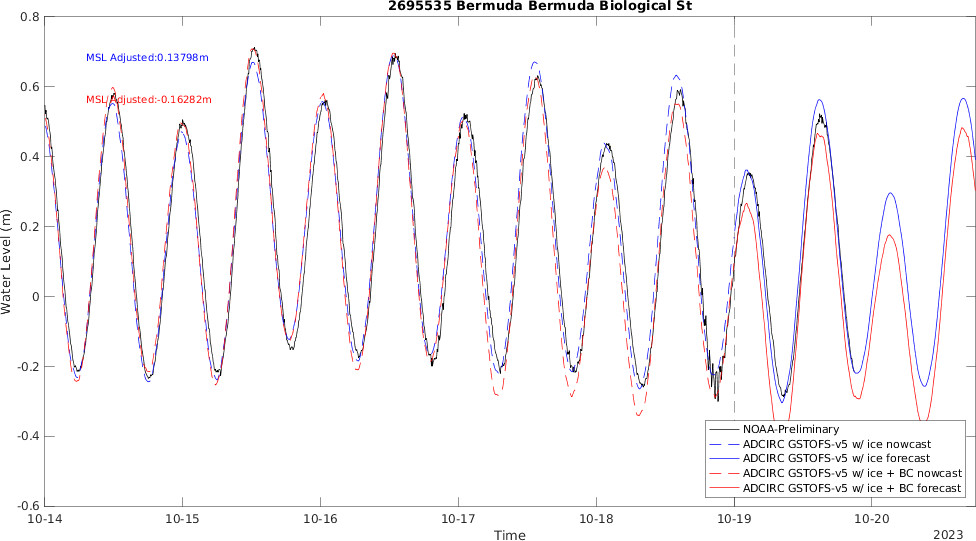 2695535 Bermuda Bermuda Biological St
0.8
MSL Adjusted:0.13798m
0.6
MSL Adjusted:-0.16282m
0.4
0.2
Water Level (m)
0
-0.2
-0.4
NOAA-Preliminary
ADCIRC GSTOFS-v5 w/ ice nowcast
ADCIRC GSTOFS-v5 w/ ice forecast
ADCIRC GSTOFS-v5 w/ ice + BC nowcast
ADCIRC GSTOFS-v5 w/ ice + BC forecast
-0.6
10-14 10-15 10-16 10-17 10-18 10-19 10-20
Time
2023